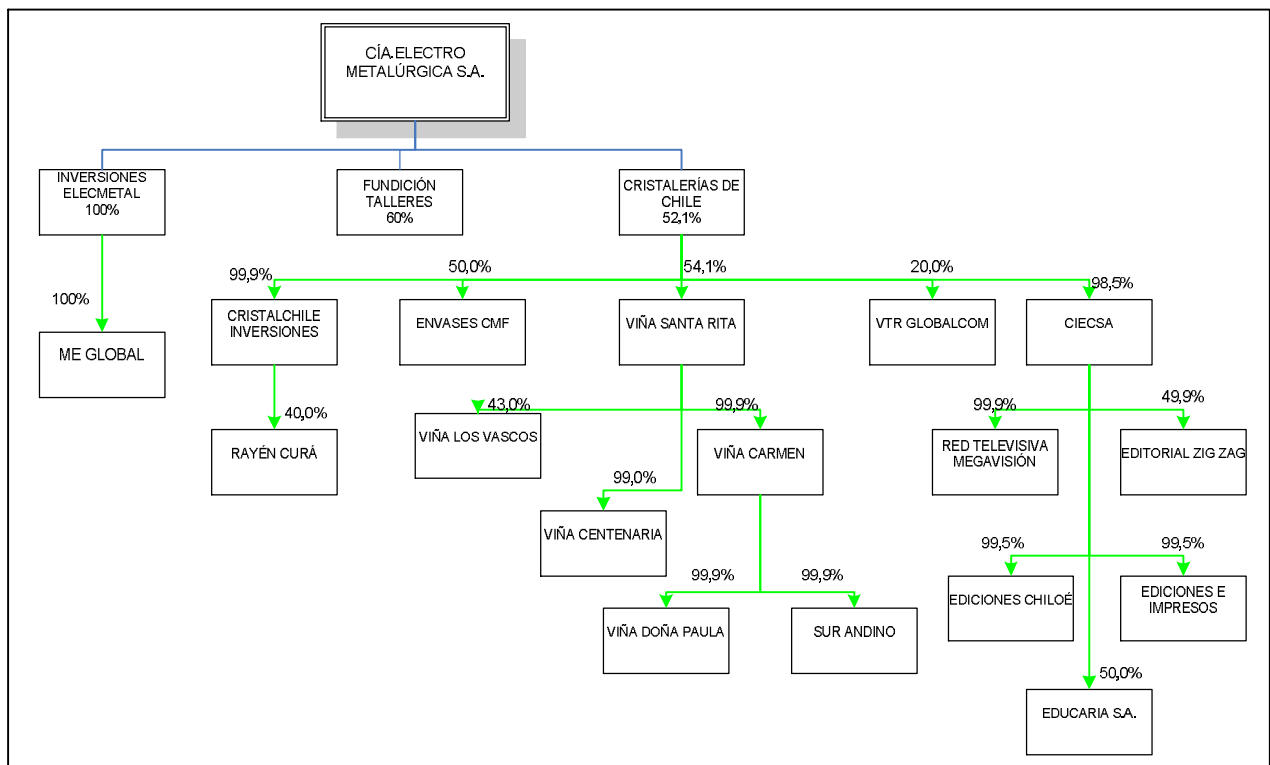 CÍA.ELECTRO
METALÚRGICA S.A.
INVERSIONES
ELECMETAL
100%
FUNDICIÓN
TALLERES
60%
CRISTALERÍAS DE
CHILE
52,1%
99,9%
50,0%
54,1%
20,0%
98,5%
100%
ME GLOBAL
CRISTALCHILE
INVERSIONES
ENVASES CMF
VIÑA SANTA RITA
VTR GLOBALCOM
CIECSA
40,0%
43,0%
99,9%
99,9%
49,9%
RAYÉN CURÁ
VIÑA LOS VASCOS
VIÑA CARMEN
RED TELEVISIVA
MEGAVISIÓN
EDITORIAL ZIG ZAG
99,0%
VIÑA CENTENARIA
99,9%
99,9%
99,5%
99,5%
VIÑA DOÑA PAULA
SUR ANDINO
EDICIONES CHILOÉ
EDICIONES E
IMPRESOS
50,0%
EDUCARIA S.A.